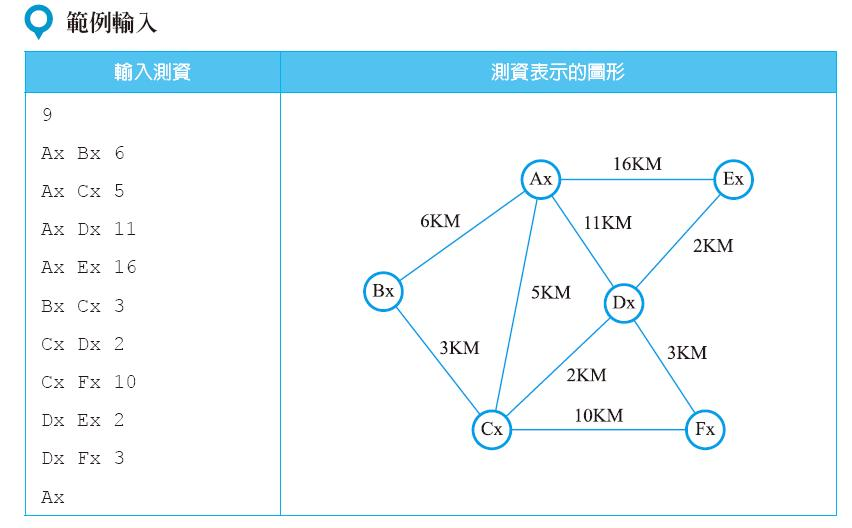 範例輸入
輸入測資
測資表示的圖形
9
Ax Bx 6
Ax Cx 5
Ax Dx 11
Ax Ex 16
Bx Cx 3
Cx Dx 2
Cx Fx 10
Dx Ex 2
Dx Fx 3
Ax
16KM
Ax
Ex
6KM
11KM
2KM
Bx
5KM
Dx
3KM
3KM
2KM
10KM
Cx
Fx